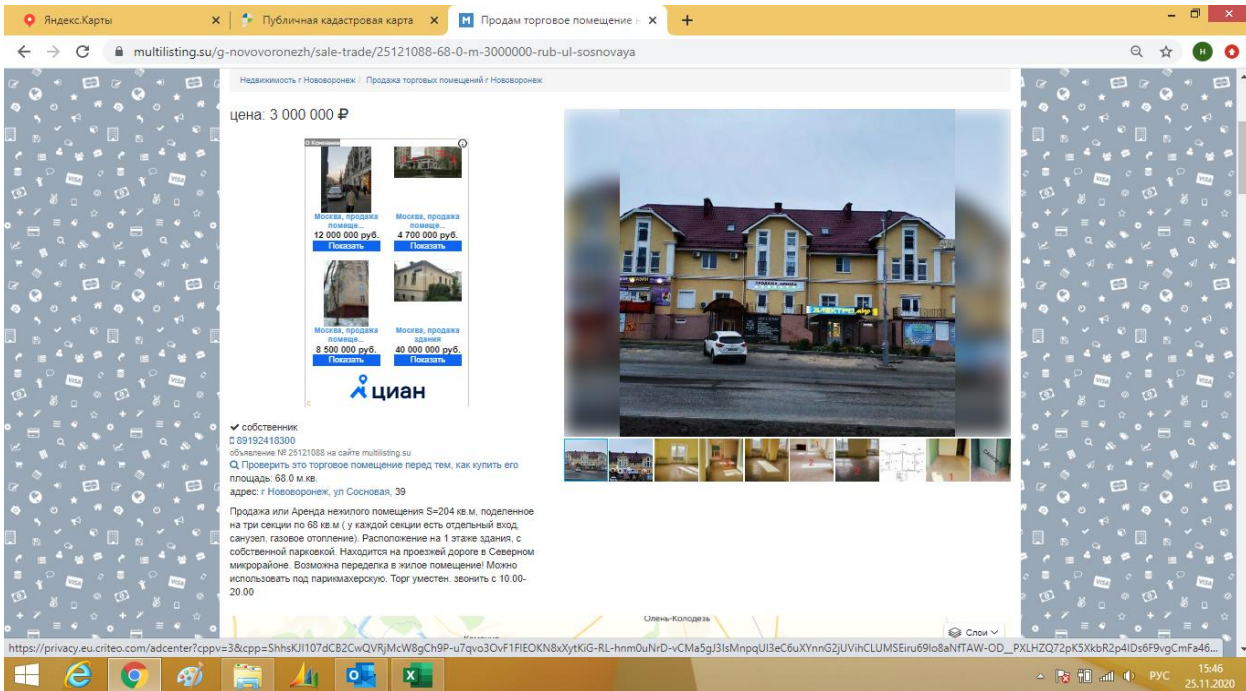 Яндекс.Карты
Публичная кадастровая карта
Продам торговое помещение н
multilisting.su/g-novovoronezh/sale-trade/25121088-68-0-m-3000000-rub-ul-sosnovaya
Н
Недвижимость г Нововоронеж / Продажа торговых помещений г Нововоронеж
цена: 3 000 000 ₽
О Компании
Москва, продажа помеще...
12 000 000 руб.
Показать
Москва, продажа помеще...
4 700 000 руб.
Показать
Москва, продажа помеще...
8 500 000 руб.
Показать
Москва, продажа здания
40 000 000 руб.
Показать
циан
ЭЛЕКТРОмир
собственник
89192418300
объявление № 25121088 на сайте multilisting.su
Проверить это торговое помещение перед тем, как купить его
площадь: 68.0 м.кв.
адрес: г Нововоронеж, ул Сосновая, 39
Продажа или Аренда нежилого помещения S=204 кв.м, поделенное
на три секции по 68 кв.м ( у каждой секции есть отдельный вход,
санузел, газовое отопление). Расположение на 1 этаже здания, с
собственной парковкой. Находится на проезжей дороге в Северном
микрорайоне. Возможна переделка в жилое помещение! Можно
использовать под парикмахерскую. Торг уместен. звонить с 10.00-
20.00
Олень-Колодезь
Слои
РУС
15:46
25.11.2020